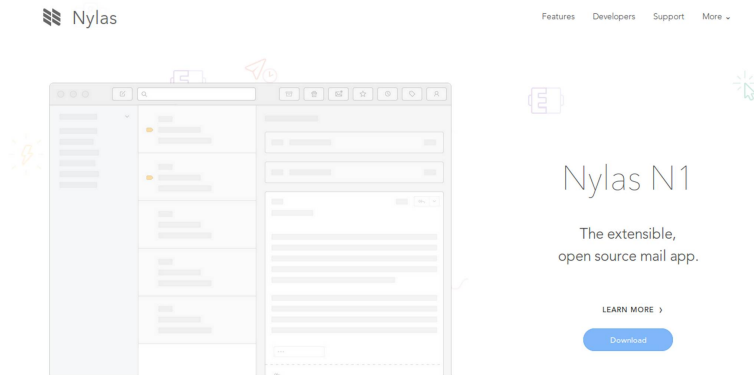 Nylas
Features Developers Support More
Nylas N1
The extensible,
open source mail app.
LEARN MORE
Download